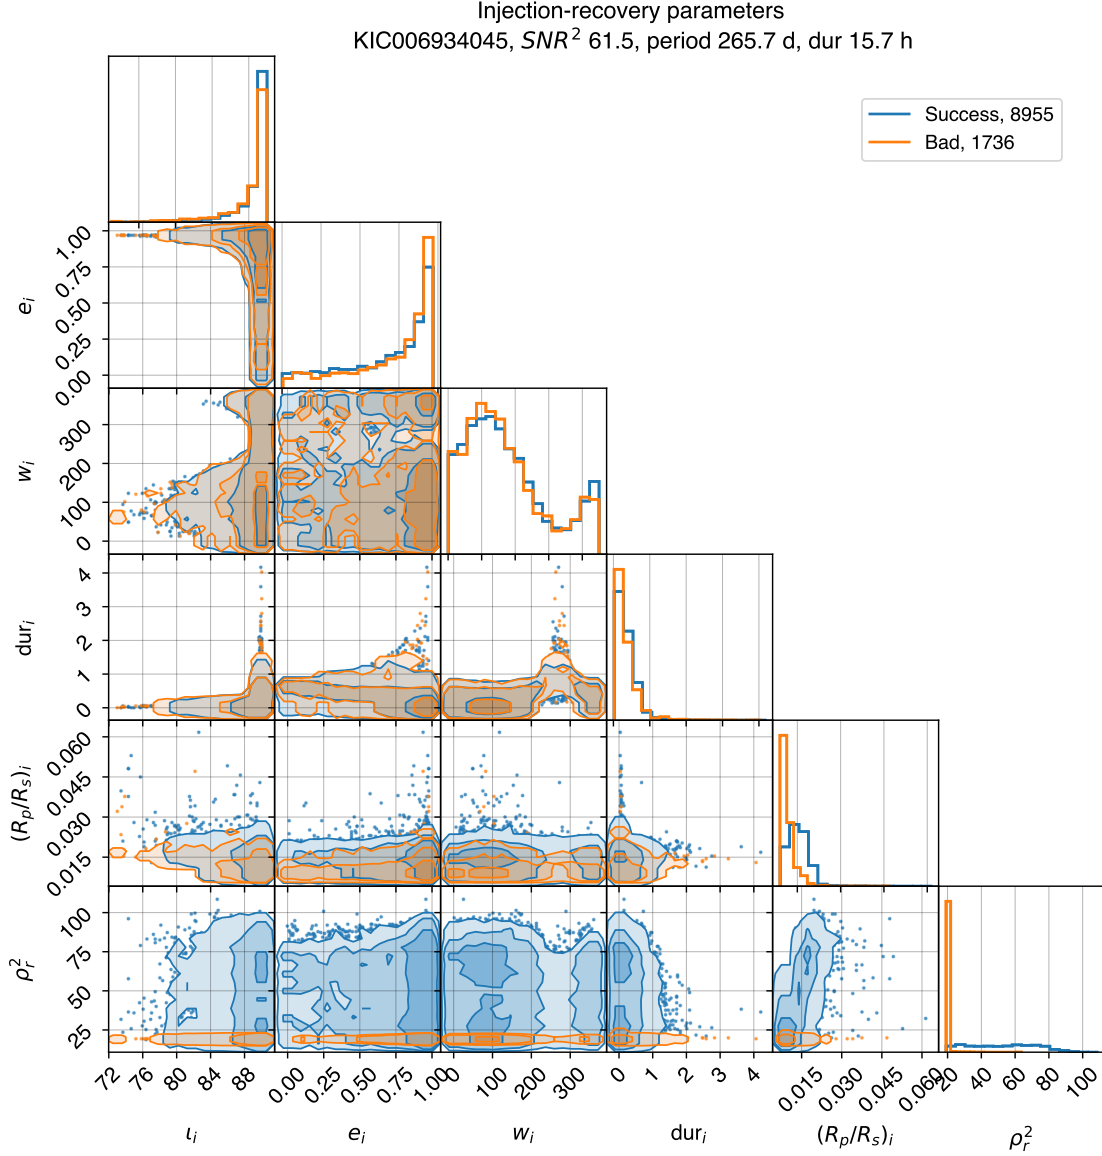 Injection-recovery parameters
KIC006934045, SNR² 61.5, period 265.7 d, dur 15.7 h
Success, 8955
Bad, 1736
eᵢ
1.00
0.75
0.50
0.25
0.00
wᵢ
300
200
100
0
durᵢ
4
3
2
1
0
(Rₚ/Rₛ)ᵢ
0.060
0.045
0.030
0.015
ρᵣ²
100
75
50
25
72 76 80 84 88
0.00 0.25 0.50 0.75 1.00
0 100 200 300
0 1 2 3 4
0.015 0.030 0.045 0.060
20 40 60 80 100
ιᵢ eᵢ wᵢ durᵢ (Rₚ/Rₛ)ᵢ ρᵣ²